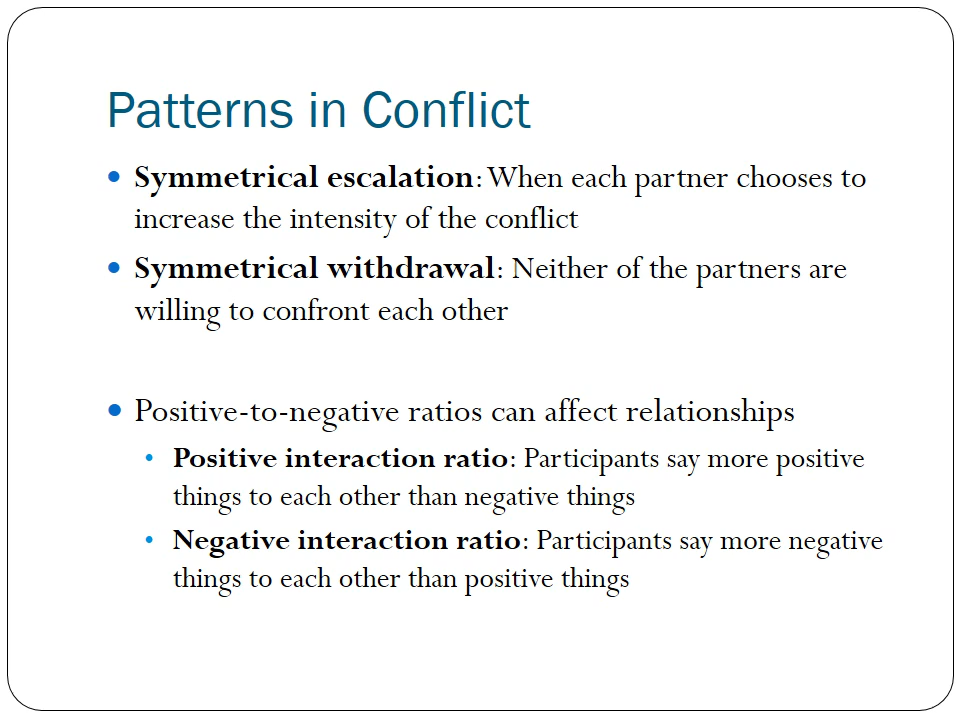 Patterns in Conflict
• Symmetrical escalation: When each partner chooses to
increase the intensity of the conflict
• Symmetrical withdrawal: Neither of the partners are
willing to confront each other
• Positive-to-negative ratios can affect relationships
• Positive interaction ratio: Participants say more positive
things to each other than negative things
• Negative interaction ratio: Participants say more negative
things to each other than positive things